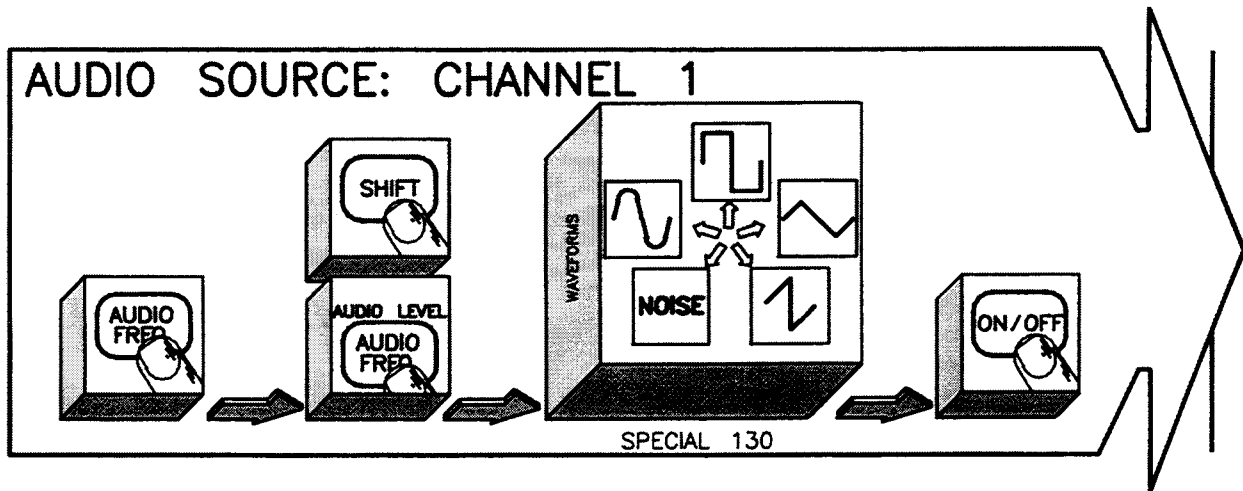 AUDIO SOURCE: CHANNEL 1
AUDIO
FREQ
SHIFT
AUDIO LEVEL
AUDIO
FREQ
WAVEFORMS
NOISE
SPECIAL 130
ON/OFF